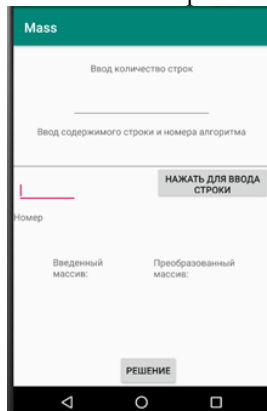 Mass
Ввод количество строк
Ввод содержимого строки и номера алгоритма
НАЖАТЬ ДЛЯ ВВОДА
СТРОКИ
Номер
Введенный
массив:
Преобразованный
массив:
РЕШЕНИЕ